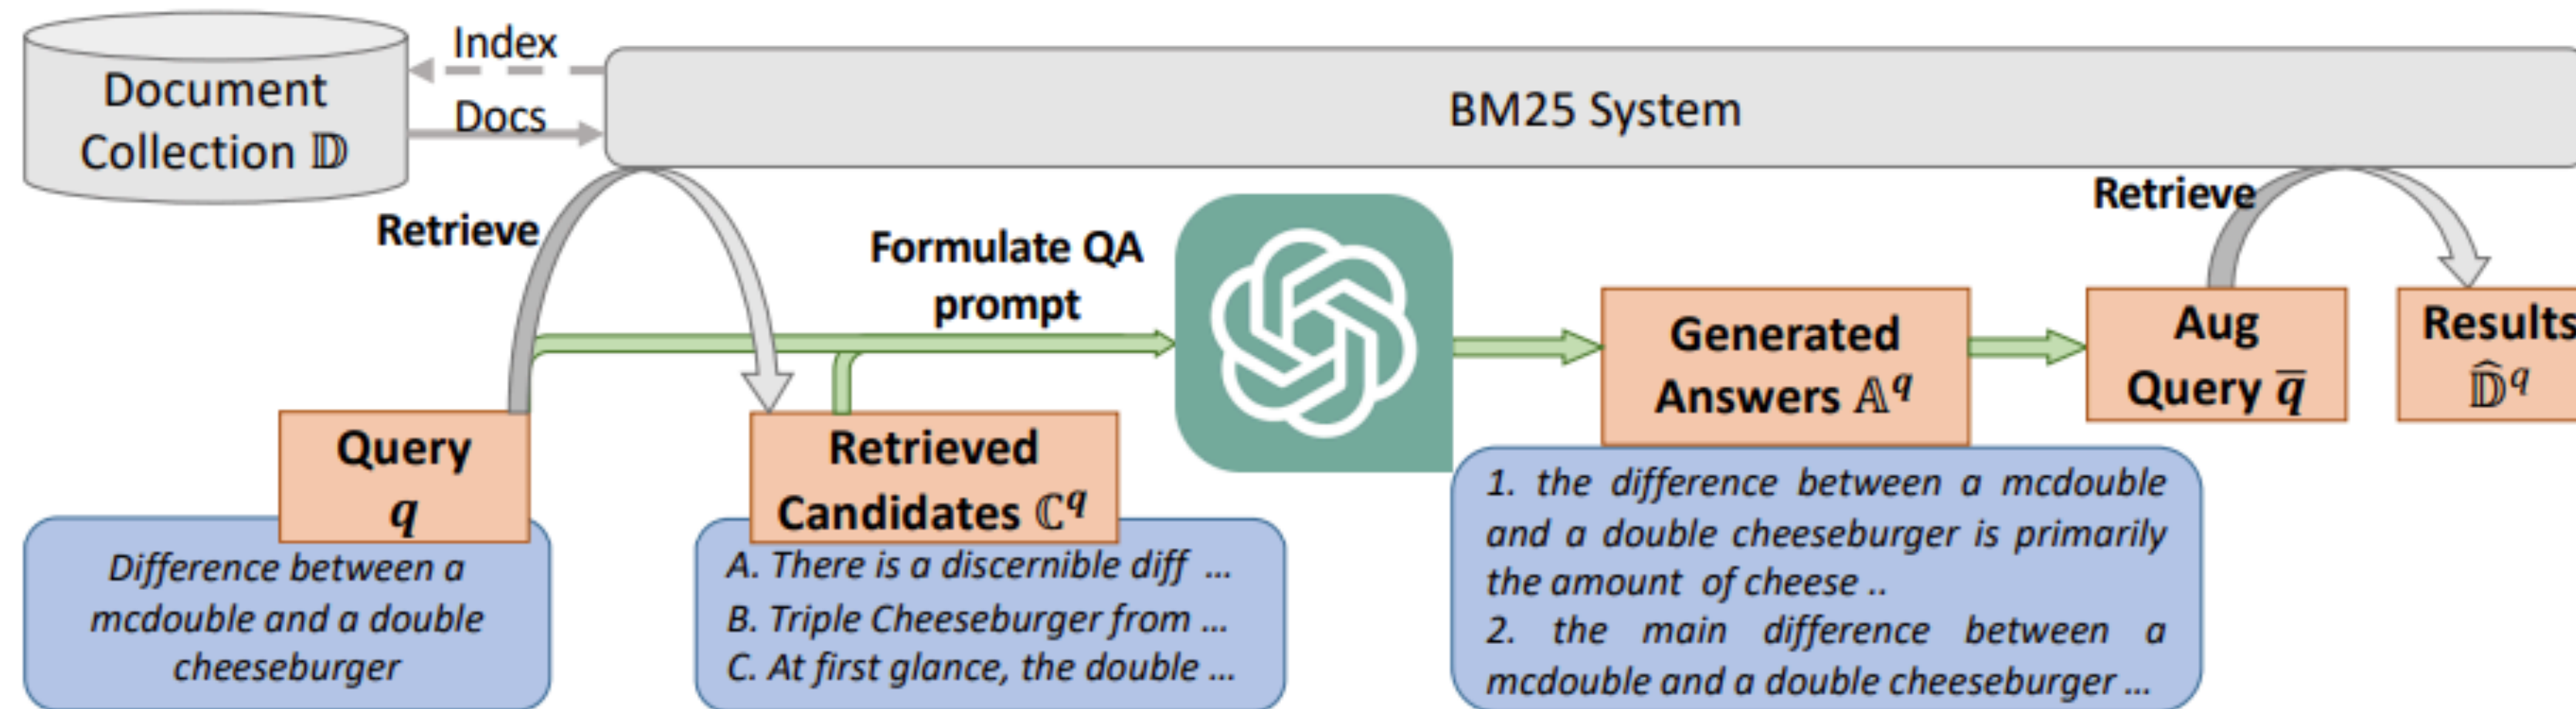 Document
Collection 𝔻
Index
Docs
BM25 System
Retrieve
Formulate QA
prompt
Retrieve
Query
q
Difference between a
mcdouble and a double
cheeseburger
Retrieved
Candidates ℂ^q
A. There is a discernible diff ...
B. Triple Cheeseburger from ...
C. At first glance, the double ...
Generated
Answers 𝔸^q
1. the difference between a mcdouble
and a double cheeseburger is primarily
the amount of cheese ..
2. the main difference between a
mcdouble and a double cheeseburger ...
Aug
Query q̅
Results
𝔻̂^q